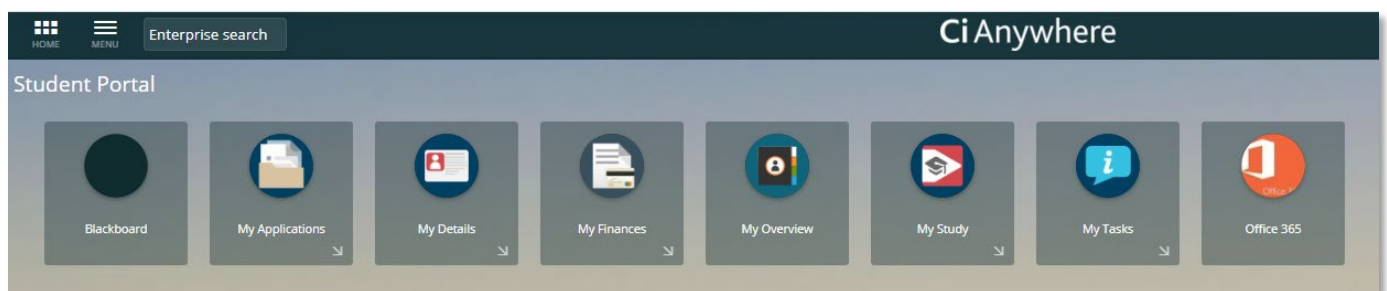 HOME
MENU
Enterprise search
Ci Anywhere
Student Portal
Blackboard
My Applications
My Details
My Finances
My Overview
My Study
My Tasks
Office 365